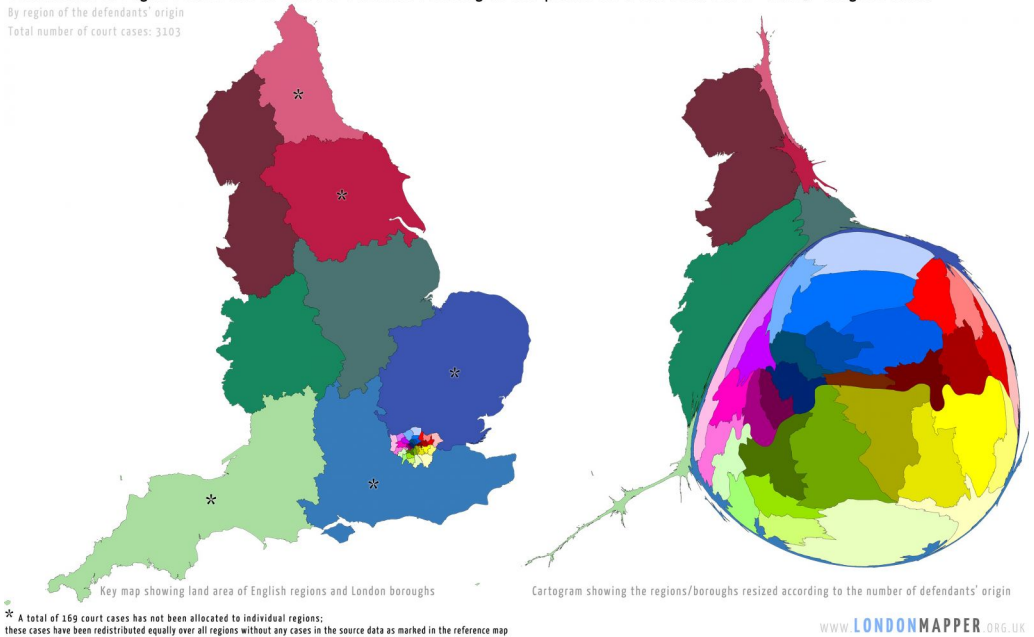 By region of the defendants' origin
Total number of court cases: 3103
*
*
*
*
*
Key map showing land area of English regions and London boroughs
Cartogram showing the regions/boroughs resized according to the number of defendants' origin
* A total of 169 court cases has not been allocated to individual regions;
these cases have been redistributed equally over all regions without any cases in the source data as marked in the reference map
WWW.LONDONMAPPER.ORG.UK